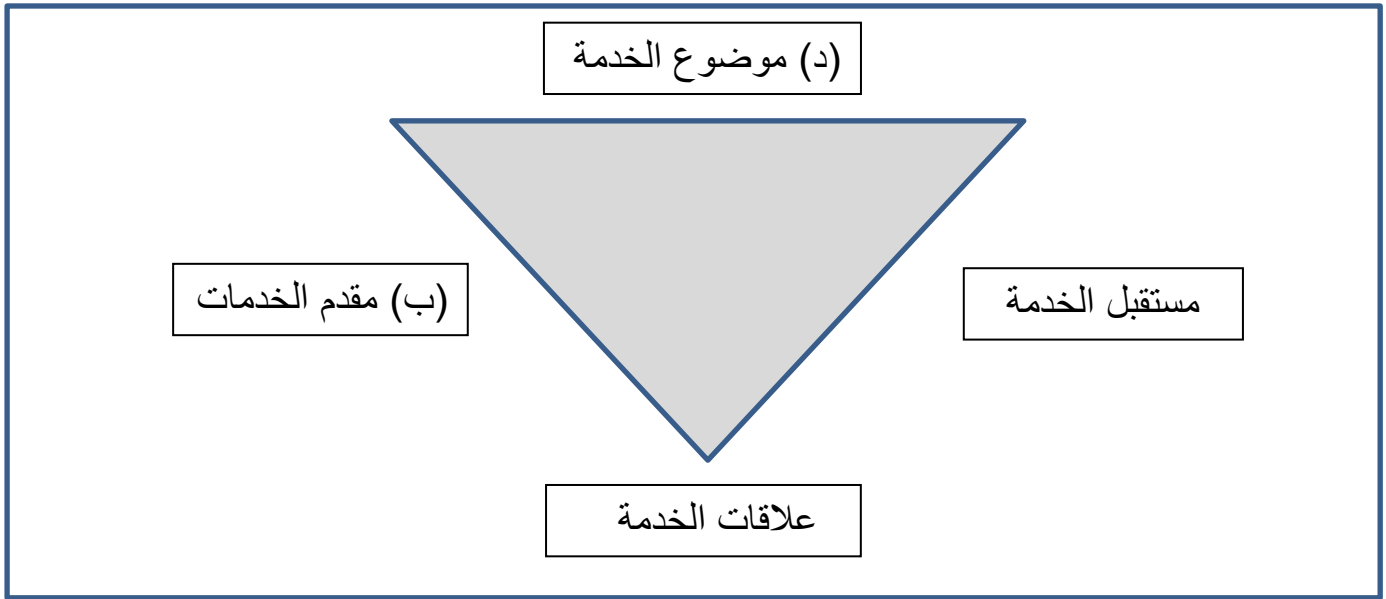 (د) موضوع الخدمة
مستقبل الخدمة
(ب) مقدم الخدمات
علاقات الخدمة